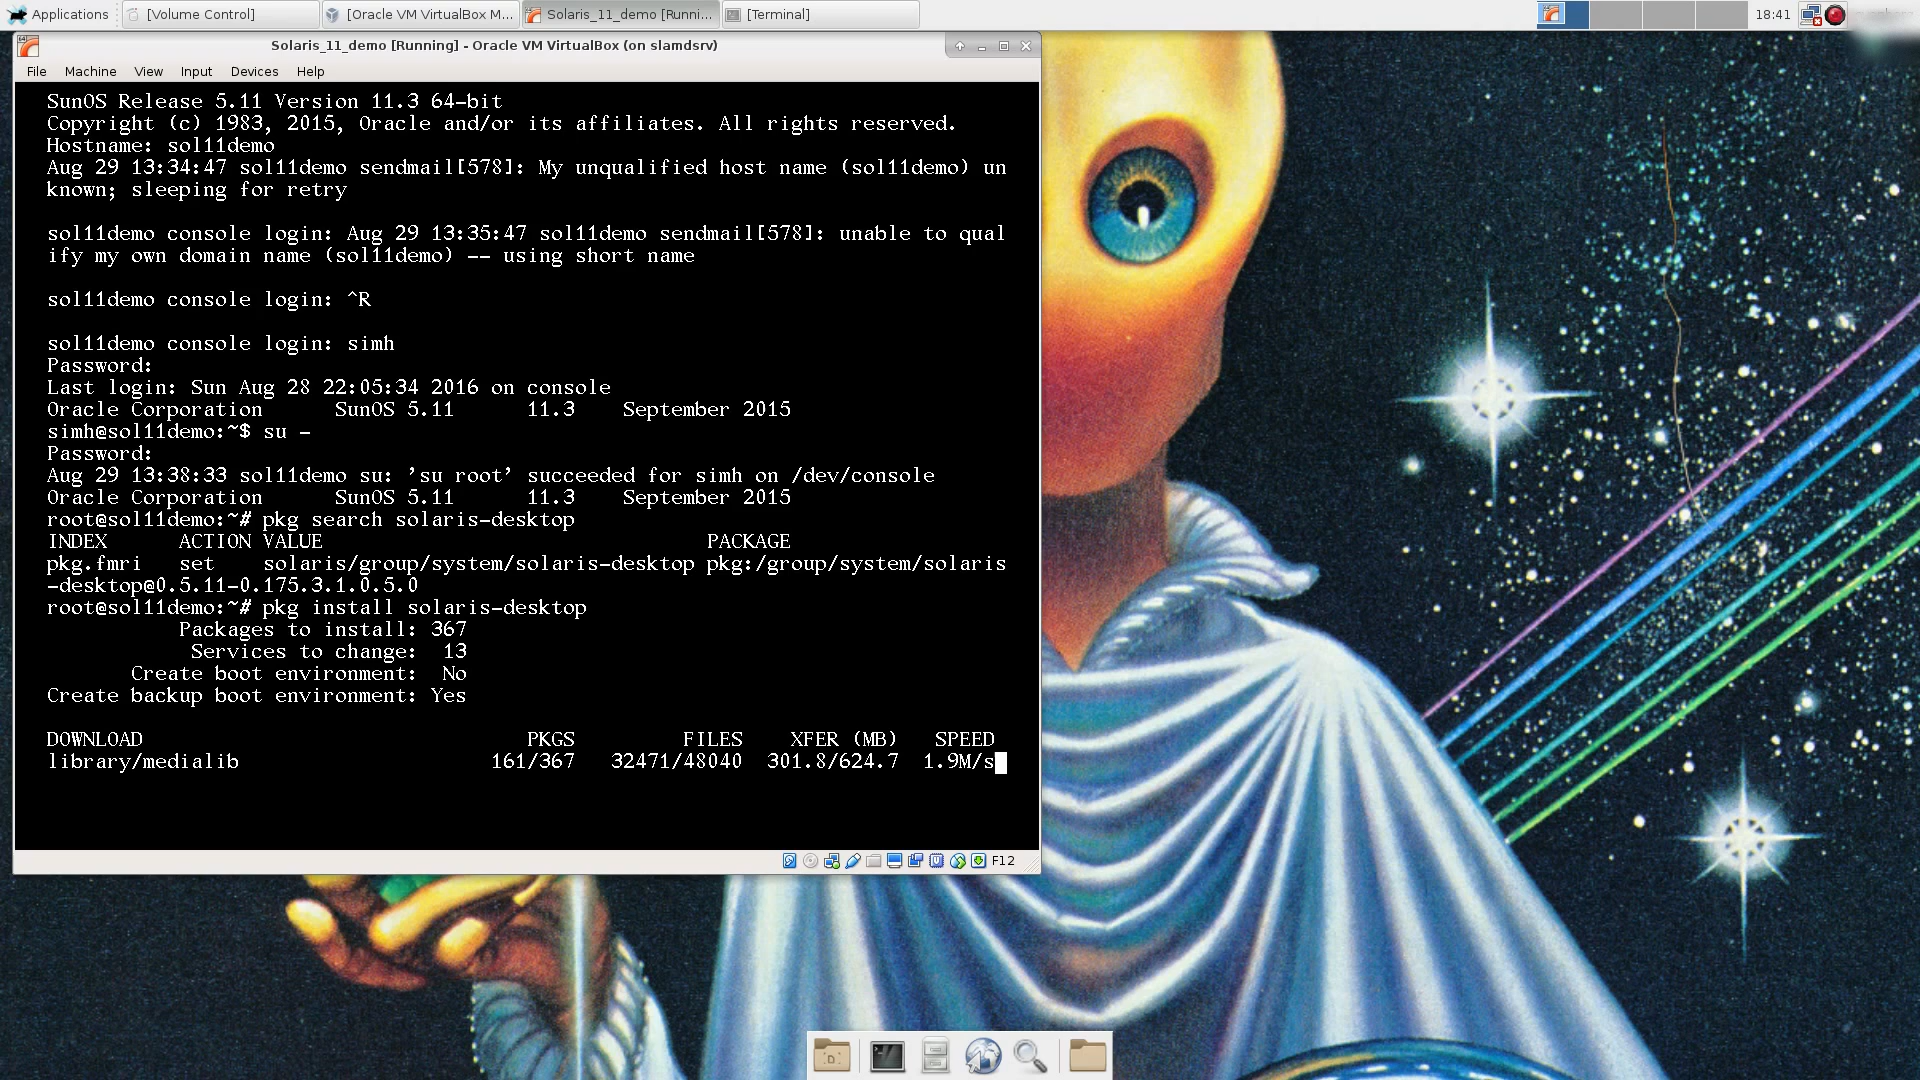 Applications
[Volume Control]
[Oracle VM VirtualBox M...
Solaris_11_demo [Runni...
[Terminal]
18:41
Solaris_11_demo [Running] - Oracle VM VirtualBox (on slamdsrv)
File Machine View Input Devices Help
SunOS Release 5.11 Version 11.3 64-bit
Copyright (c) 1983, 2015, Oracle and/or its affiliates. All rights reserved.
Hostname: sol11demo
Aug 29 13:34:47 sol11demo sendmail[578]: My unqualified host name (sol11demo) un
known; sleeping for retry
sol11demo console login: Aug 29 13:35:47 sol11demo sendmail[578]: unable to qual
ify my own domain name (sol11demo) -- using short name
sol11demo console login: ^R
sol11demo console login: simh
Password:
Last login: Sun Aug 28 22:05:34 2016 on console
Oracle Corporation      SunOS 5.11      11.3    September 2015
simh@sol11demo:~$ su -
Password:
Aug 29 13:38:33 sol11demo su: 'su root' succeeded for simh on /dev/console
Oracle Corporation      SunOS 5.11      11.3    September 2015
root@sol11demo:~# pkg search solaris-desktop
INDEX      ACTION VALUE                                PACKAGE
pkg.fmri   set    solaris/group/system/solaris-desktop pkg:/group/system/solaris
-desktop@0.5.11-0.175.3.1.0.5.0
root@sol11demo:~# pkg install solaris-desktop
Packages to install: 367
Services to change:  13
Create boot environment:  No
Create backup boot environment: Yes
DOWNLOAD                                PKGS         FILES    XFER (MB)   SPEED
library/medialib                     161/367   32471/48040  301.8/624.7  1.9M/s
F12